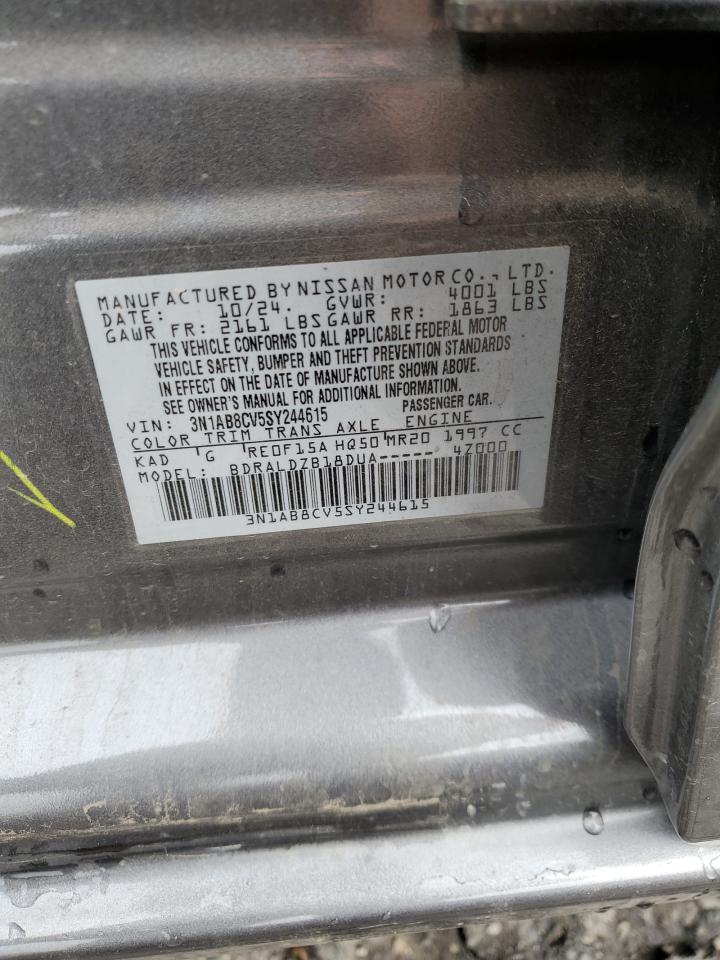 MANUFACTURED BY NISSAN MOTOR CO., LTD.
DATE: 10/24. GVWR: 4001 LBS
GAWR FR: 2161 LBS GAWR RR: 1863 LBS
THIS VEHICLE CONFORMS TO ALL APPLICABLE FEDERAL MOTOR
VEHICLE SAFETY, BUMPER AND THEFT PREVENTION STANDARDS
IN EFFECT ON THE DATE OF MANUFACTURE SHOWN ABOVE.
SEE OWNER'S MANUAL FOR ADDITIONAL INFORMATION.
VIN: 3N1AB8CV5SY244615 PASSENGER CAR.
COLOR TRIM TRANS AXLE ENGINE
KAD G RE0F15A HQ50 MR20 1997 CC
MODEL: BDRALDZB18DUA----- 4Z000
3N1AB8CV5SY244615